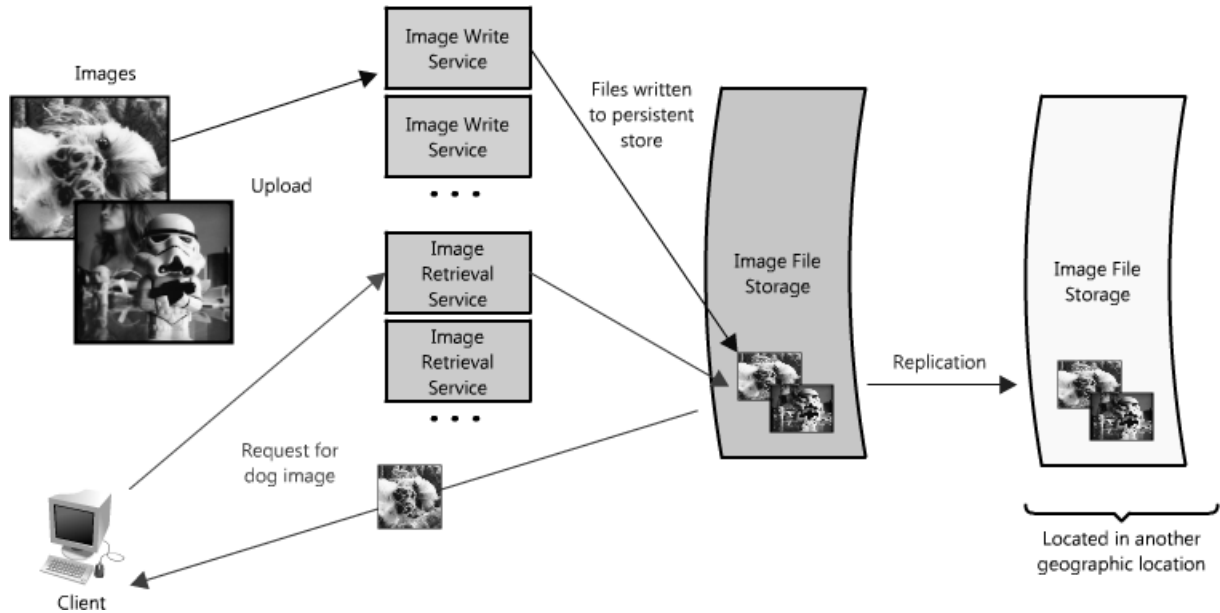 Images
Upload
Image Write
Service
Image Write
Service
• • •
Image
Retrieval
Service
Image
Retrieval
Service
• • •
Files written
to persistent
store
Image File
Storage
Replication
Image File
Storage
Located in another
geographic location
Request for
dog image
Client